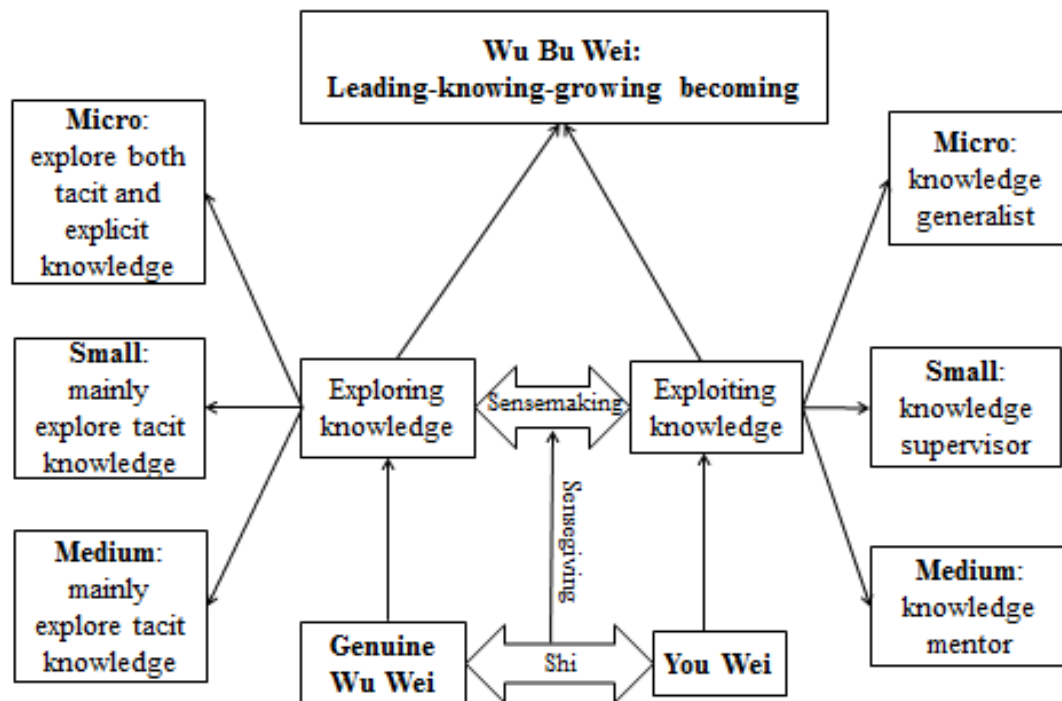 Wu Bu Wei:
Leading-knowing-growing becoming
Micro:
explore both
tacit and
explicit
knowledge
Micro:
knowledge
generalist
Small:
mainly
explore tacit
knowledge
Exploring
knowledge
Sensemaking
Exploiting
knowledge
Small:
knowledge
supervisor
Sensegiving
Medium:
mainly
explore tacit
knowledge
Genuine
Wu Wei
Shi
You Wei
Medium:
knowledge
mentor